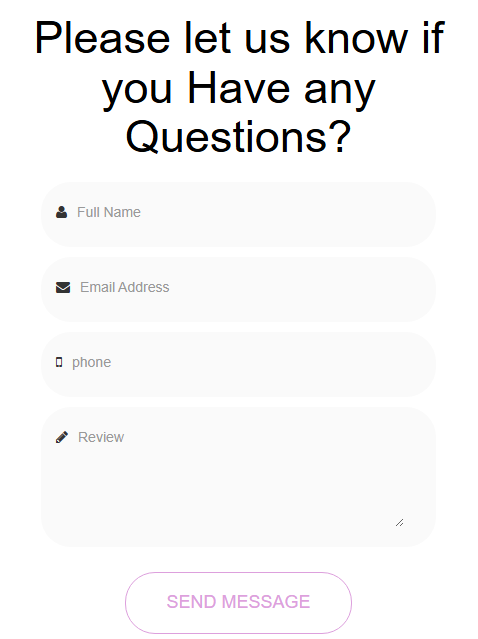 Please let us know if
you Have any
Questions?
Full Name
Email Address
phone
Review
SEND MESSAGE